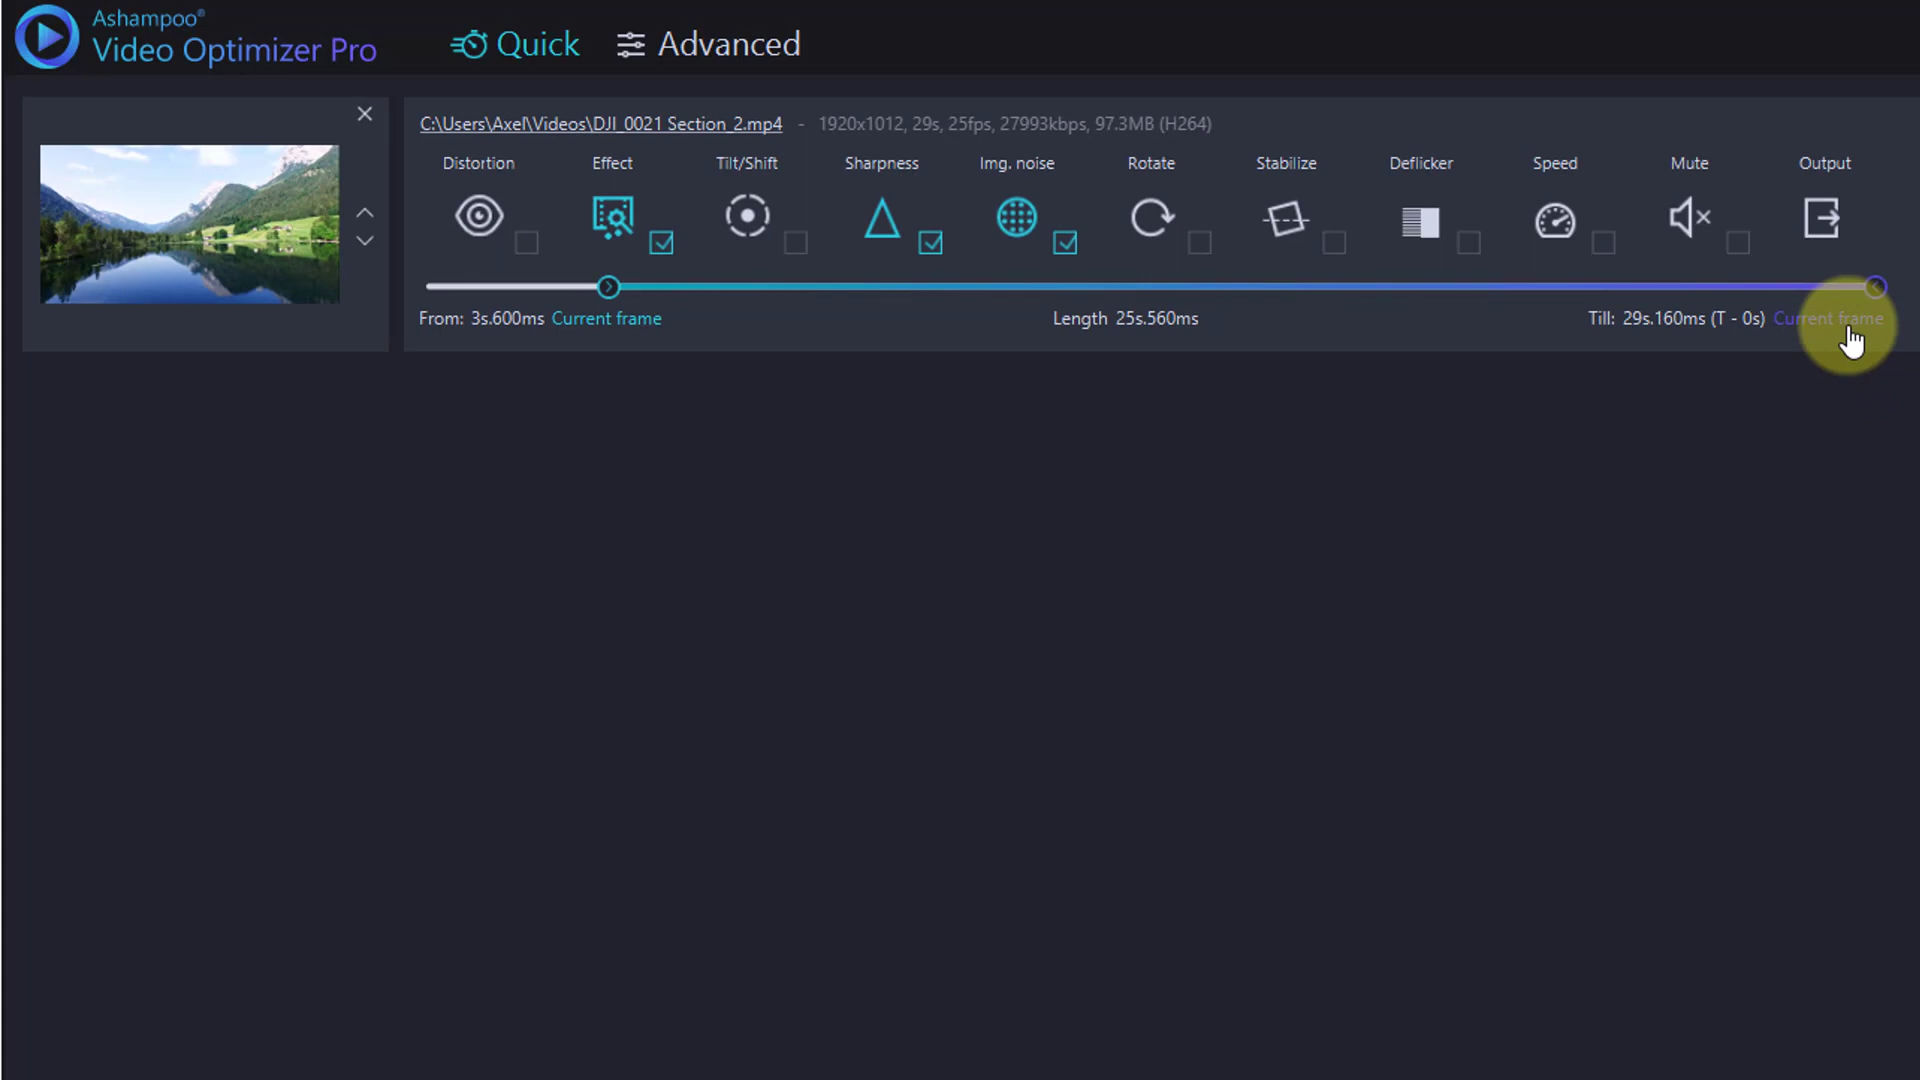 Ashampoo®
Video Optimizer Pro
Quick
Advanced
C:\Users\Axel\Videos\DJI_0021 Section_2.mp4 - 1920x1012, 29s, 25fps, 27993kbps, 97.3MB (H264)
Distortion Effect Tilt/Shift Sharpness Img. noise Rotate Stabilize Deflicker Speed Mute Output
From: 3s.600ms Current frame Length 25s.560ms Till: 29s.160ms (T - 0s) Current frame